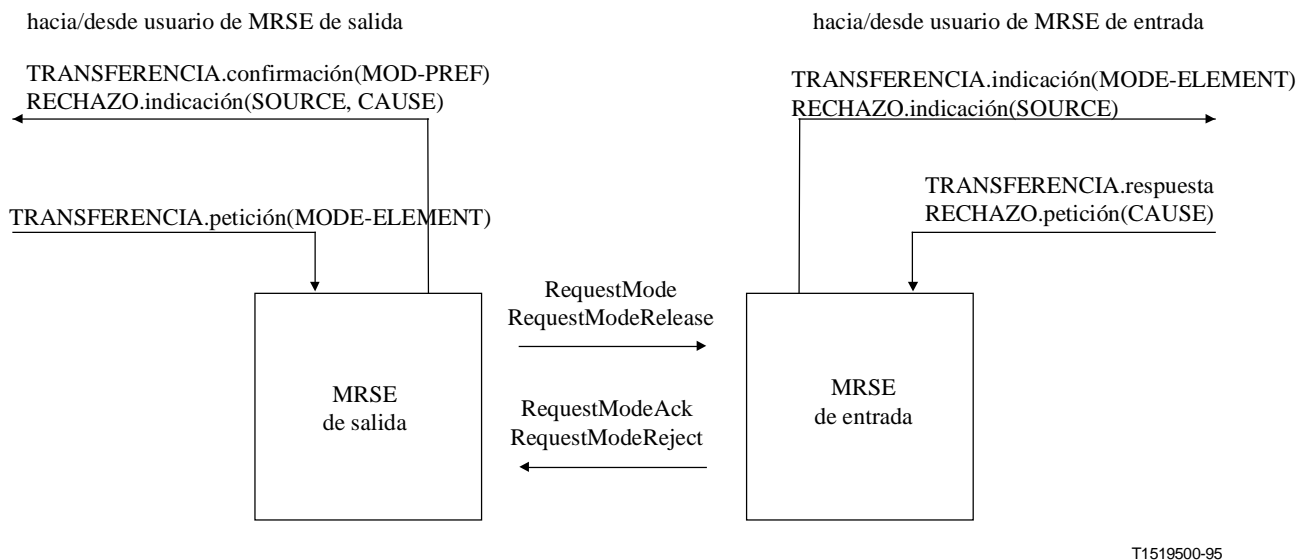 hacia/desde usuario de MRSE de salida
hacia/desde usuario de MRSE de entrada
TRANSFERENCIA.confirmación(MOD-PREF)
RECHAZO.indicación(SOURCE, CAUSE)
TRANSFERENCIA.indicación(MODE-ELEMENT)
RECHAZO.indicación(SOURCE)
TRANSFERENCIA.petición(MODE-ELEMENT)
TRANSFERENCIA.respuesta
RECHAZO.petición(CAUSE)
RequestMode
RequestModeRelease
MRSE
de salida
RequestModeAck
RequestModeReject
MRSE
de entrada
T1519500-95